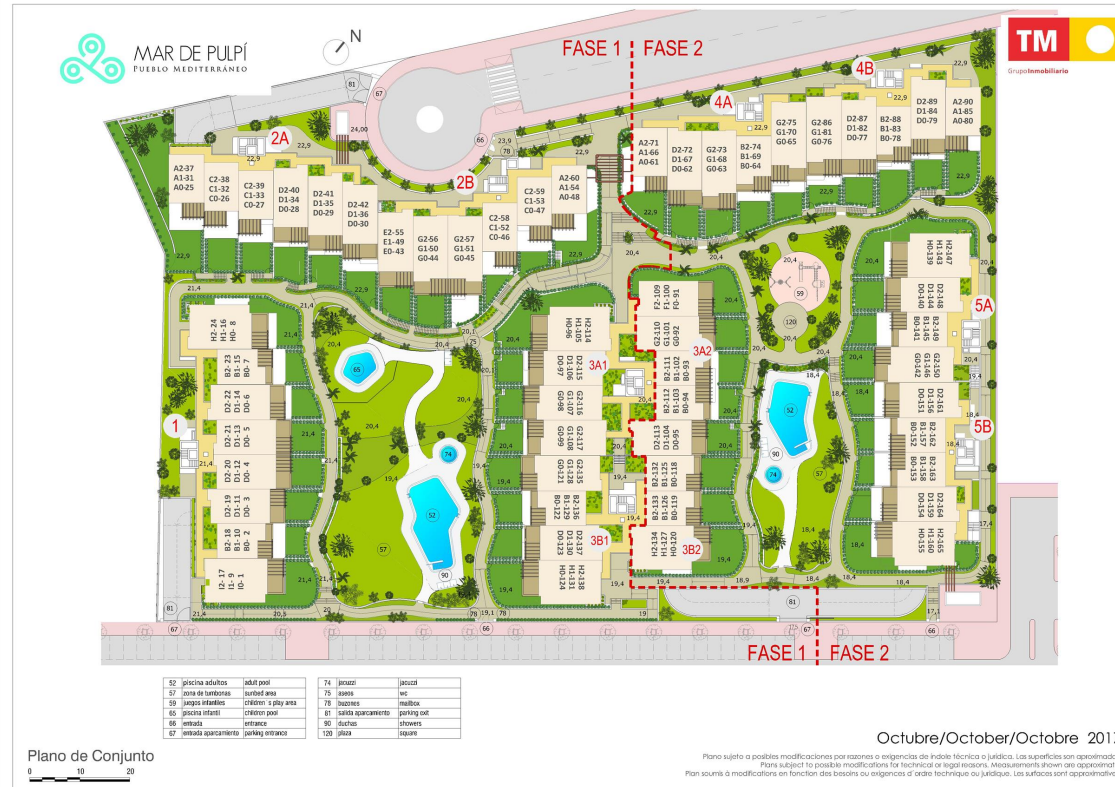 MAR DE PULPÍ
PUEBLO MEDITERRÁNEO
N
FASE 1
FASE 2
TM
GrupoInmobiliario
2A
2B
4A
4B
A2-37
A1-31
A0-25
C2-38
C1-32
C0-26
C2-39
C1-33
C0-27
D2-40
D1-34
D0-28
D2-41
D1-35
D0-29
D2-42
D1-36
D0-30
E2-55
E1-49
E0-43
G2-56
G1-50
G0-44
G2-57
G1-51
G0-45
C2-58
C1-52
C0-46
C2-59
C1-53
C0-47
A2-60
A1-54
A0-48
A2-71
A1-66
A0-61
D2-72
D1-67
D0-62
G2-73
G1-68
G0-63
B2-74
B1-69
B0-64
G2-75
G1-70
G0-65
G2-86
G1-81
G0-76
D2-87
D1-82
D0-77
B2-88
B1-83
B0-78
D2-89
D1-84
D0-79
A2-90
A1-85
A0-80
1
H2-24
H1-16
H0- 8
B2-23
B1-15
B0- 7
D2-22
D1-14
D0- 6
D2-21
D1-13
D0- 5
D2-20
D1-12
D0- 4
D2-19
D1-11
D0- 3
B2-18
B1-10
B0- 2
I2- 17
I1- 9
I0- 1
3A1
H2-114
H1-105
H0-96
D2-115
D1-106
D0-97
G2-116
G1-107
G0-98
G2-117
G1-108
G0-99
G2-135
G1-128
G0-121
B2-136
B1-129
B0-122
3B1
D2-137
D1-130
D0-123
H2-138
H1-131
H0-124
3A2
F2-109
F1-100
F0-91
G2-110
G1-101
G0-92
B2-111
B1-102
B0-93
B2-112
B1-103
B0-94
D2-113
D1-104
D0-95
B2-132
B1-125
B0-118
B2-133
B1-126
B0-119
3B2
H2-134
H1-127
H0-120
5A
H2-147
H1-143
H0-139
D2-148
D1-144
D0-140
B2-149
B1-145
B0-141
G2-150
G1-146
G0-142
5B
D2-161
D1-156
D0-151
B2-162
B1-157
B0-152
B2-163
B1-158
B0-153
D2-164
D1-159
D0-154
H2-165
H1-160
H0-155
FASE 1
FASE 2
52 piscina adultos adult pool
57 zona de tumbonas sunbed area
59 juegos infantiles children´s play area
65 piscina infantil children pool
66 entrada entrance
67 entrada aparcamiento parking entrance
74 jacuzzi jacuzzi
75 aseos wc
78 buzones mailbox
81 salida aparcamiento parking exit
90 duchas showers
120 plaza square
Plano de Conjunto
0 10 20
Octubre/October/Octobre 201
Plano sujeto a posibles modificaciones por razones o exigencias de índole técnica o jurídica. Las superficies son aproximada
Plans subject to possible modifications for technical or legal reasons. Measurements shown are approximat
Plan soumis à modifications en fonction des besoins ou exigences d´ordre technique ou juridique. Les surfaces sont approximative